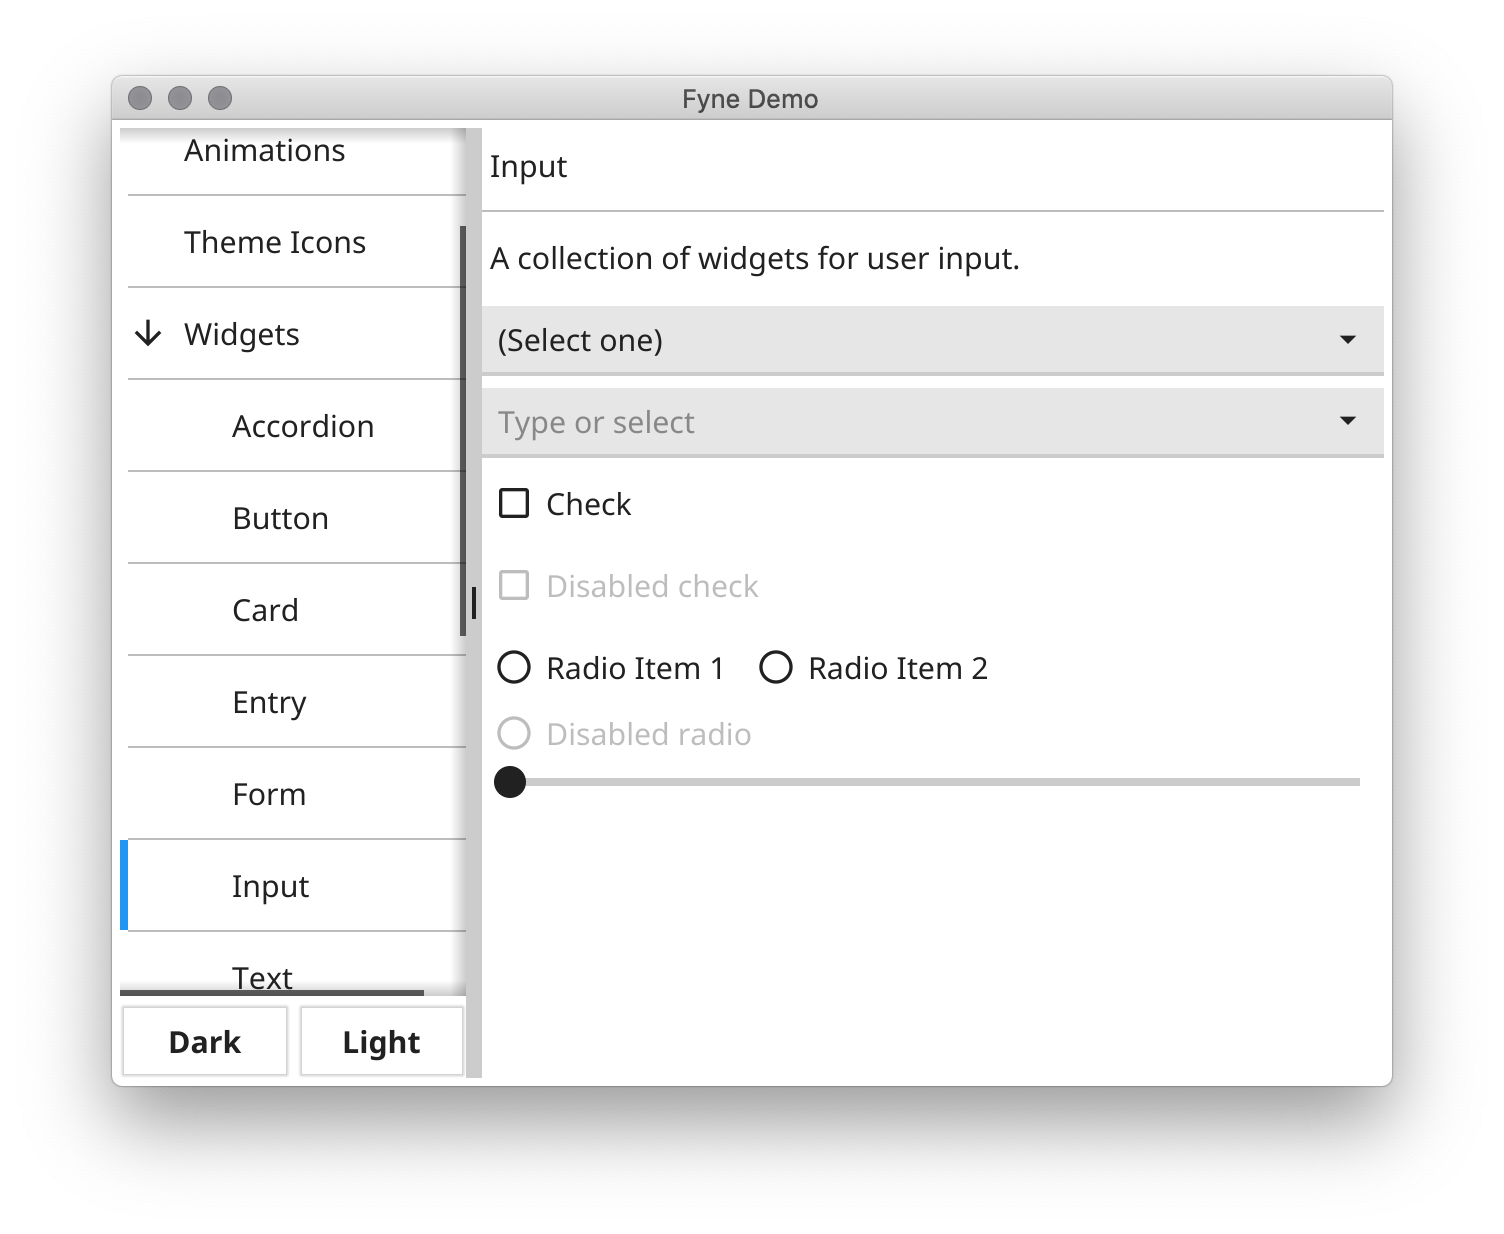 Fyne Demo
Animations
Theme Icons
Widgets
Accordion
Button
Card
Entry
Form
Input
Text
Dark
Light
Input
A collection of widgets for user input.
(Select one)
Type or select
Check
Disabled check
Radio Item 1 Radio Item 2
Disabled radio